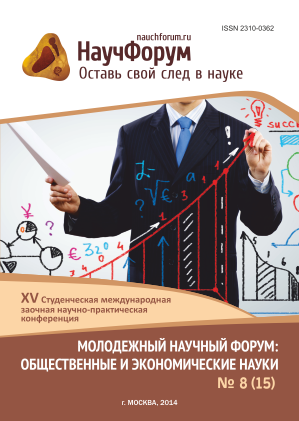 ISSN 2310-0362
nauchforum.ru
НаучФорум
Оставь свой след в науке
succ
XV Студенческая международная
заочная научно-практическая
конференция
МОЛОДЕЖНЫЙ НАУЧНЫЙ ФОРУМ:
ОБЩЕСТВЕННЫЕ И ЭКОНОМИЧЕСКИЕ НАУКИ
№ 8 (15)
г. МОСКВА, 2014